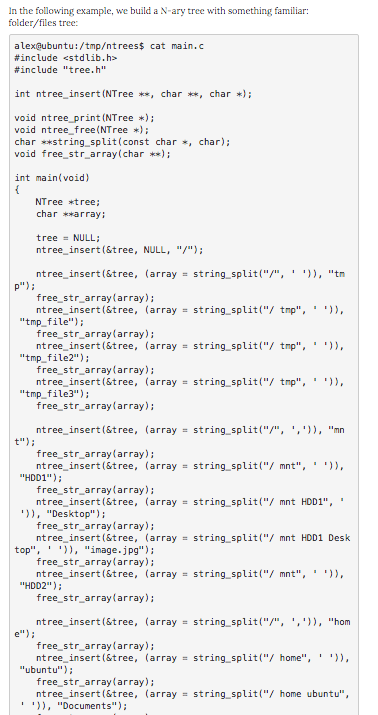 In the following example, we build a N-ary tree with something familiar:
folder/files tree:
alex@ubuntu:/tmp/ntrees$ cat main.c
#include <stdlib.h>
#include "tree.h"

int ntree_insert(NTree **, char **, char *);

void ntree_print(NTree *);
void ntree_free(NTree *);
char **string_split(const char *, char);
void free_str_array(char **);

int main(void)
{
    NTree *tree;
    char **array;

    tree = NULL;
    ntree_insert(&tree, NULL, "/");

    ntree_insert(&tree, (array = string_split("/", ' ')), "tm
p");
    free_str_array(array);
    ntree_insert(&tree, (array = string_split("/ tmp", ' ')),
 "tmp_file");
    free_str_array(array);
    ntree_insert(&tree, (array = string_split("/ tmp", ' ')),
 "tmp_file2");
    free_str_array(array);
    ntree_insert(&tree, (array = string_split("/ tmp", ' ')),
 "tmp_file3");
    free_str_array(array);

    ntree_insert(&tree, (array = string_split("/", ',')), "mn
t");
    free_str_array(array);
    ntree_insert(&tree, (array = string_split("/ mnt", ' ')),
 "HDD1");
    free_str_array(array);
    ntree_insert(&tree, (array = string_split("/ mnt HDD1", '
 ')), "Desktop");
    free_str_array(array);
    ntree_insert(&tree, (array = string_split("/ mnt HDD1 Desk
top", ' ')), "image.jpg");
    free_str_array(array);
    ntree_insert(&tree, (array = string_split("/ mnt", ' ')),
 "HDD2");
    free_str_array(array);

    ntree_insert(&tree, (array = string_split("/", ',')), "hom
e");
    free_str_array(array);
    ntree_insert(&tree, (array = string_split("/ home", ' ')),
 "ubuntu");
    free_str_array(array);
    ntree_insert(&tree, (array = string_split("/ home ubuntu",
 ' ')), "Documents");